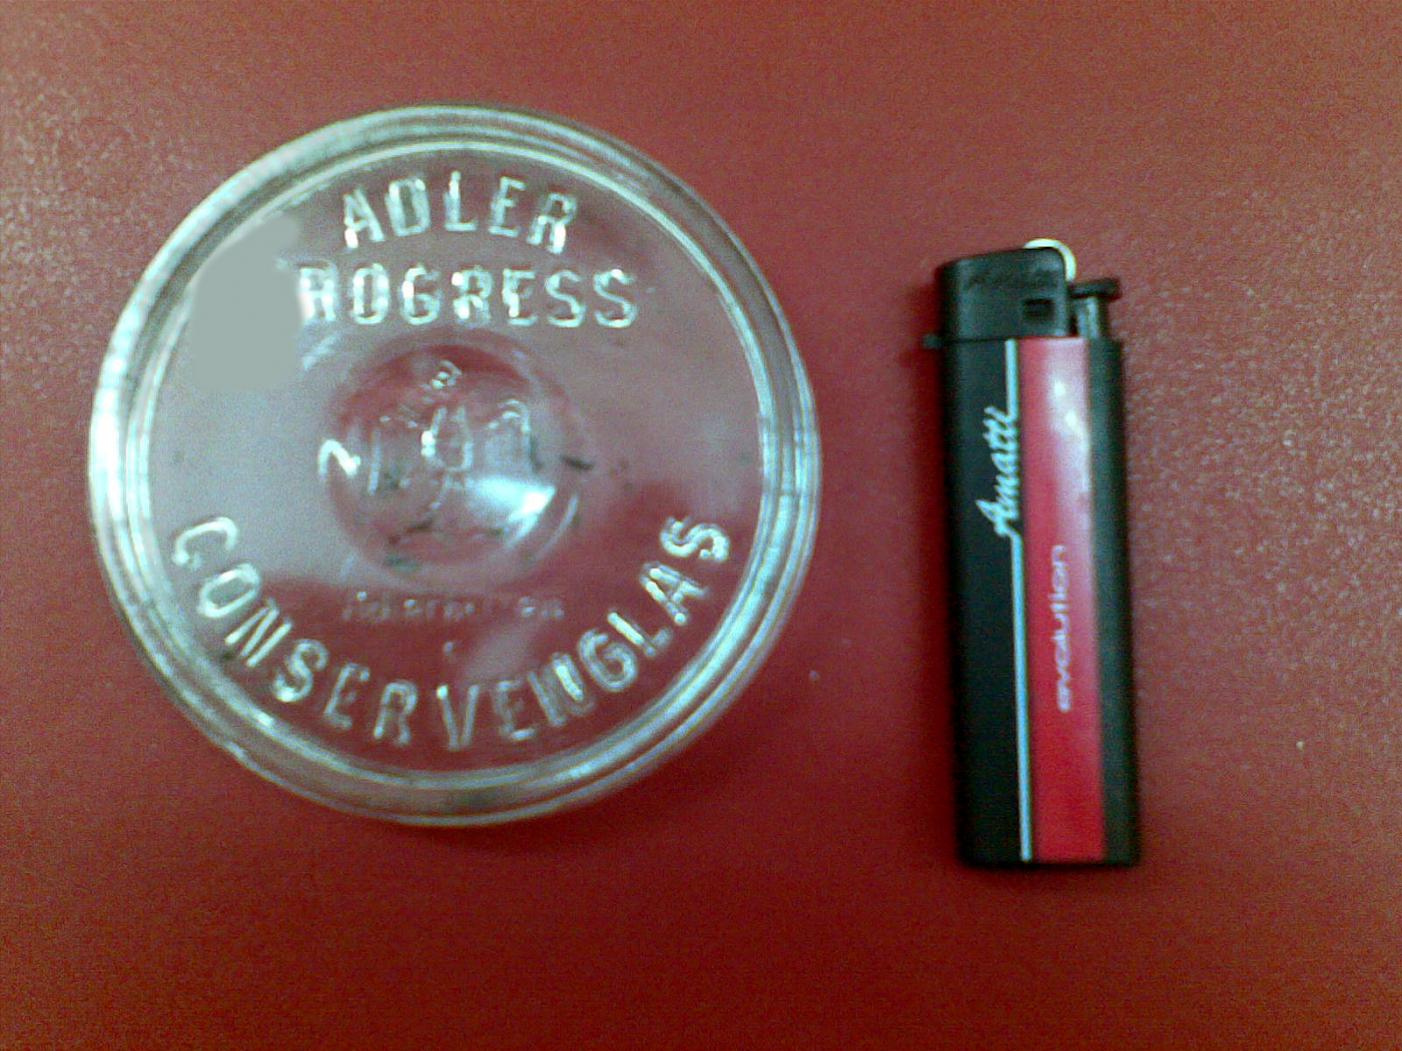 ADLER
ROGRESS
CONSERVENGLAS
Amatti
evolution